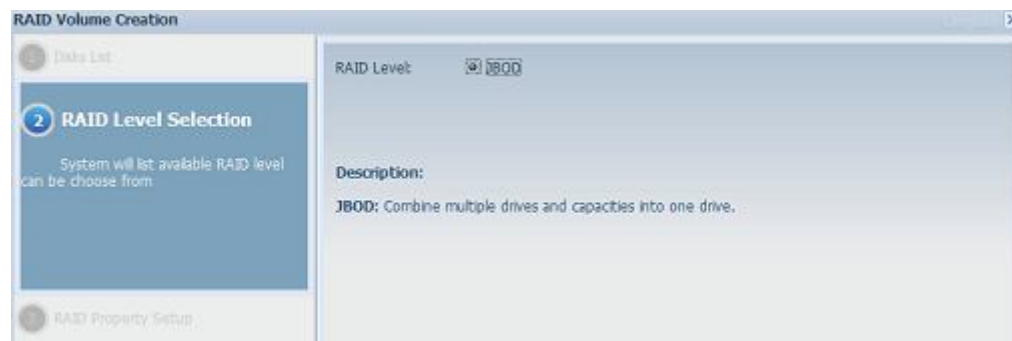 RAID Volume Creation
Disks List
RAID Level: JBOD
2 RAID Level Selection
System will list available RAID level
can be choose from
Description:
JBOD: Combine multiple drives and capacities into one drive.
RAID Property Setup